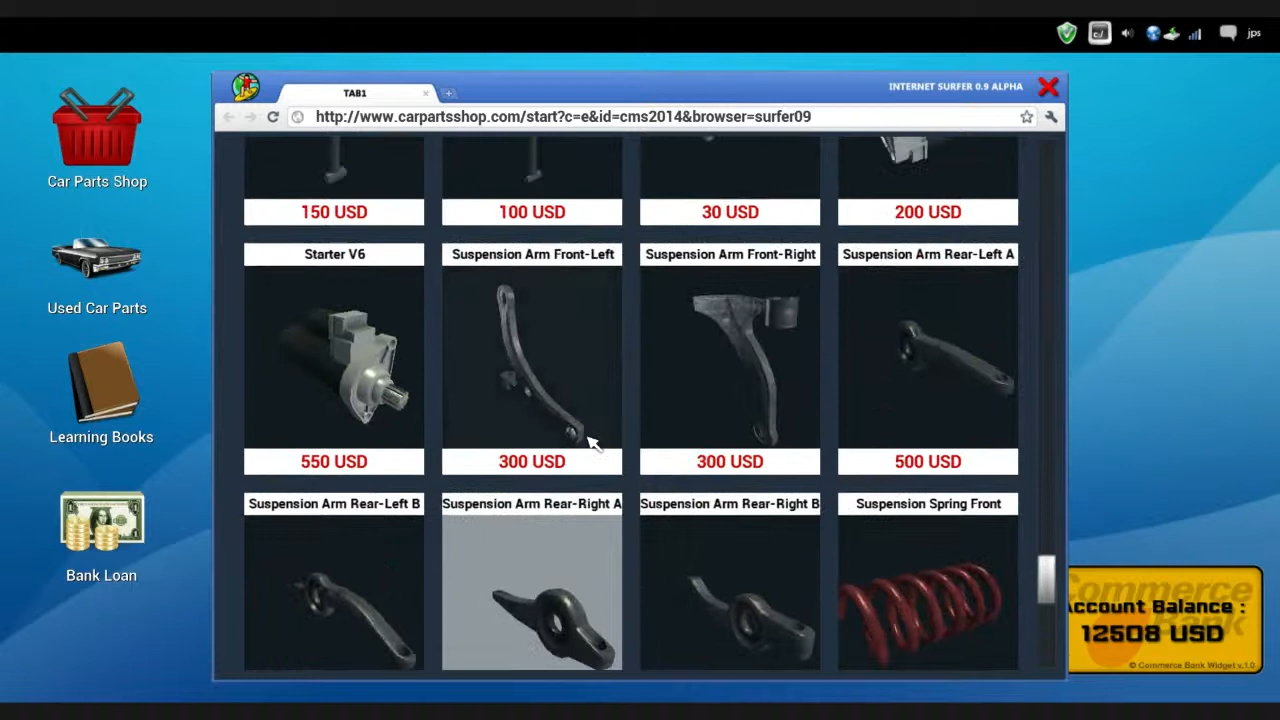 jps
TAB1
INTERNET SURFER 0.9 ALPHA
http://www.carpartsshop.com/start?c=e&id=cms2014&browser=surfer09
Car Parts Shop
Used Car Parts
Learning Books
Bank Loan
150 USD
100 USD
30 USD
200 USD
Starter V6
Suspension Arm Front-Left
Suspension Arm Front-Right
Suspension Arm Rear-Left A
550 USD
300 USD
300 USD
500 USD
Suspension Arm Rear-Left B
Suspension Arm Rear-Right A
Suspension Arm Rear-Right B
Suspension Spring Front
Commerce
Bank
Account Balance :
12508 USD
© Commerce Bank Widget v.1.0